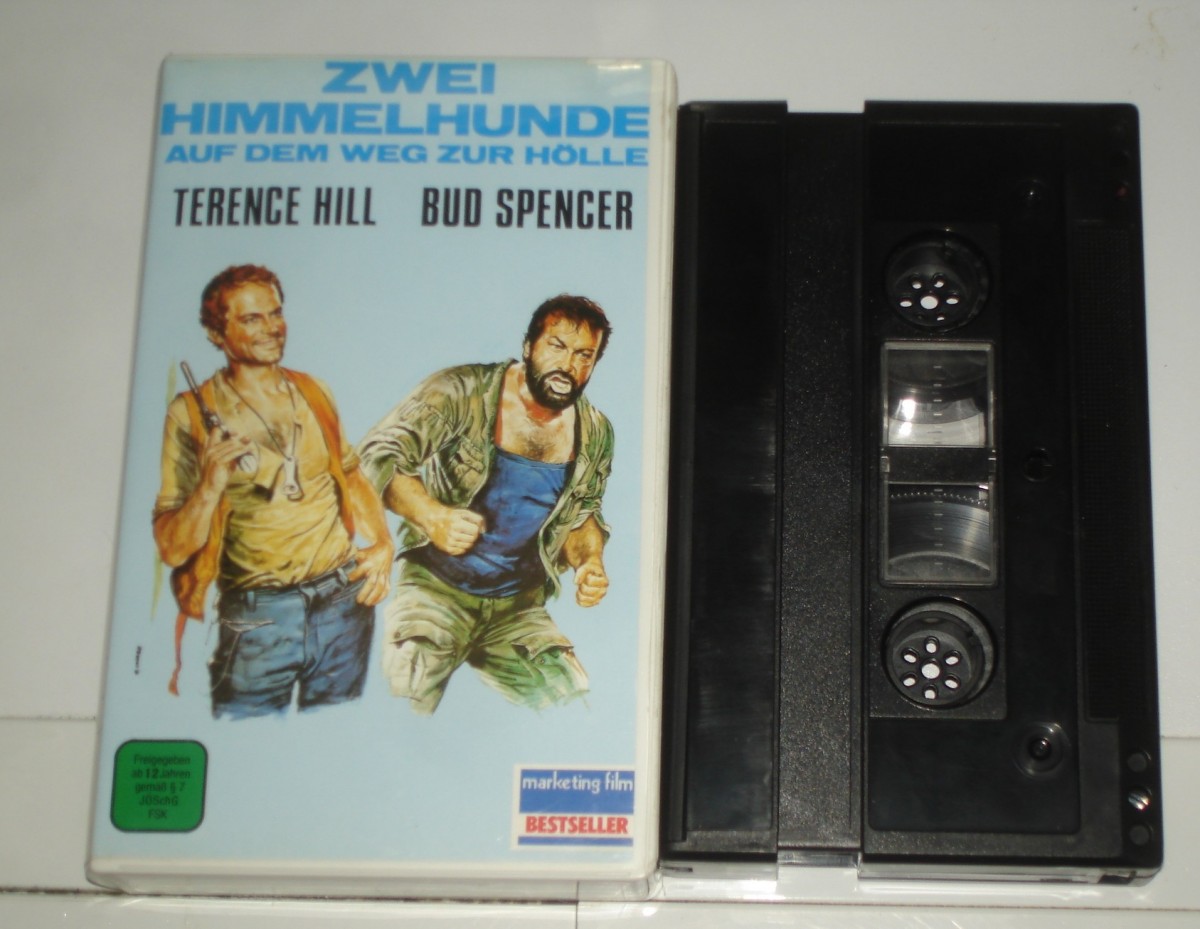 ZWEI
HIMMELHUNDE
AUF DEM WEG ZUR HÖLLE
TERENCE HILL BUD SPENCER
Freigegeben
ab 12 Jahren
gemäß § 7
JÖSchG
FSK
marketing film
BESTSELLER